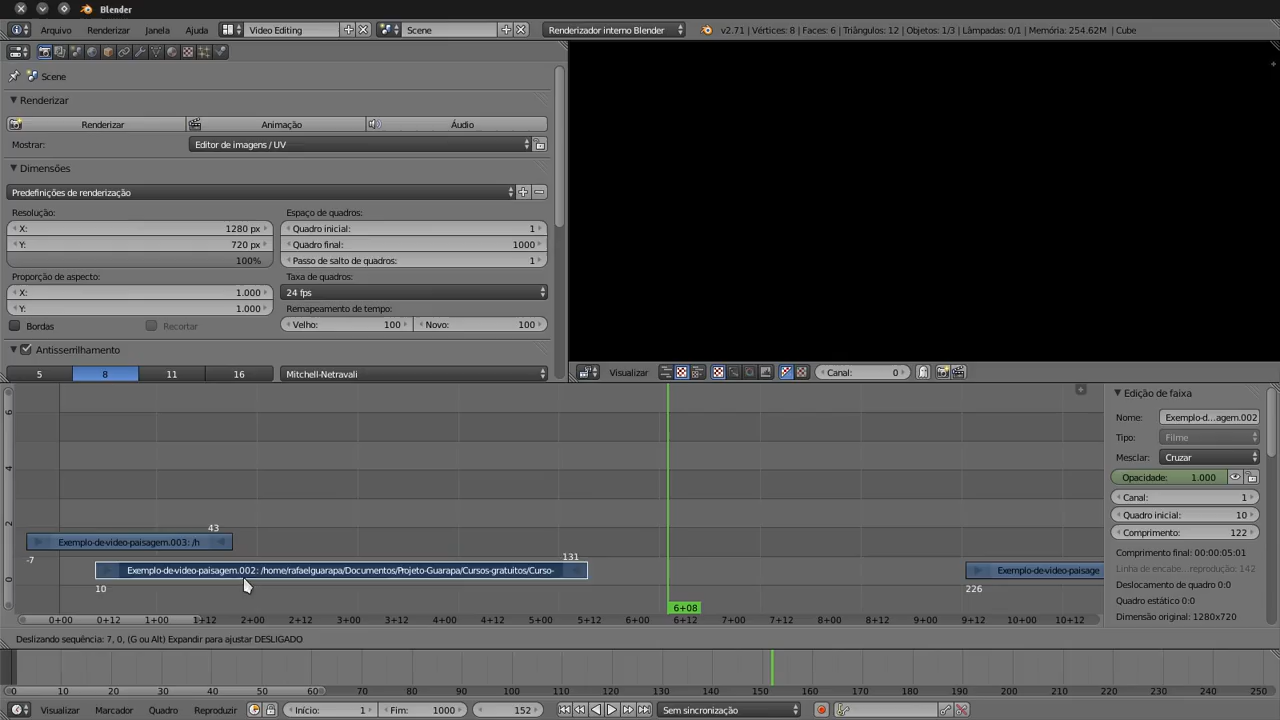 Blender
Arquivo Renderizar Janela Ajuda Video Editing Scene Renderizador interno Blender v2.71 | Vértices: 8 | Faces: 6 | Triângulos: 12 | Objetos: 1/3 | Lâmpadas: 0/1 | Memória: 254.62M | Cube
Scene
Renderizar
Renderizar Animação Áudio
Mostrar: Editor de imagens / UV
Dimensões
Predefinições de renderização
Resolução: Espaço de quadros:
X: 1280 px Quadro inicial: 1
Y: 720 px Quadro final: 1000
100% Passo de salto de quadros: 1
Proporção de aspecto: Taxa de quadros:
X: 1.000 24 fps
Y: 1.000 Remapeamento de tempo:
Bordas Recortar Velho: 100 Novo: 100
Antisserrilhamento
5 8 11 16 Mitchell-Netravali
Visualizar Canal: 0
Edição de faixa
Nome: Exemplo-d...agem.002
Tipo: Filme
Mesclar: Cruzar
Opacidade: 1.000
Canal: 1
Quadro inicial: 10
Comprimento: 122
Comprimento final: 00:00:05:01
Linha de encabe...reprodução: 142
Deslocamento de quadro 0:0
Quadro estático 0:0
Dimensão original: 1280x720
6
4
2
0
43
Exemplo-de-video-paisagem.003: /h
-7
131
Exemplo-de-video-paisagem.002: /home/rafaelguarapa/Documentos/Projeto-Guarapa/Cursos-gratuitos/Curso-
10
Exemplo-de-video-paisage
226
6+08
0+00 0+12 1+00 1+12 2+00 2+12 3+00 3+12 4+00 4+12 5+00 5+12 6+00 6+12 7+00 7+12 8+00 8+12 9+00 9+12 10+00 10+12
Deslizando sequência: 7, 0, (G ou Alt) Expandir para ajustar DESLIGADO
0 10 20 30 40 50 60 70 80 90 100 110 120 130 140 150 160 170 180 190 200 210 220 230 240 250
Visualizar Marcador Quadro Reproduzir Início: 1 Fim: 1000 152 Sem sincronização